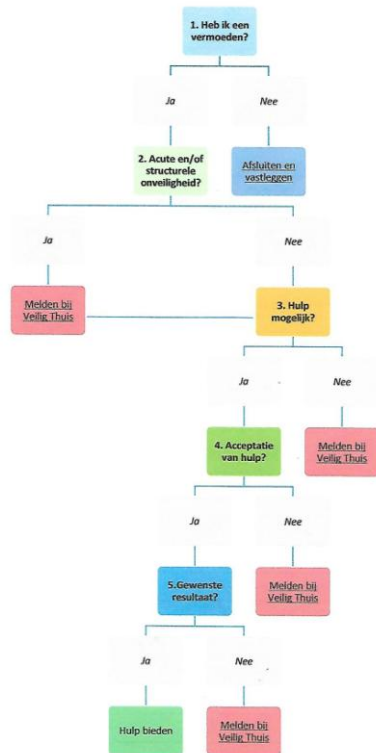 1. Heb ik een
vermoeden?
Ja
Nee
2. Acute en/of
structurele
onveiligheid?
Afsluiten en
vastleggen
Ja
Nee
Melden bij
Veilig Thuis
3. Hulp
mogelijk?
Ja
Nee
4. Acceptatie
van hulp?
Melden bij
Veilig Thuis
Ja
Nee
5.Gewenste
resultaat?
Melden bij
Veilig Thuis
Ja
Nee
Hulp bieden
Melden bij
Veilig Thuis